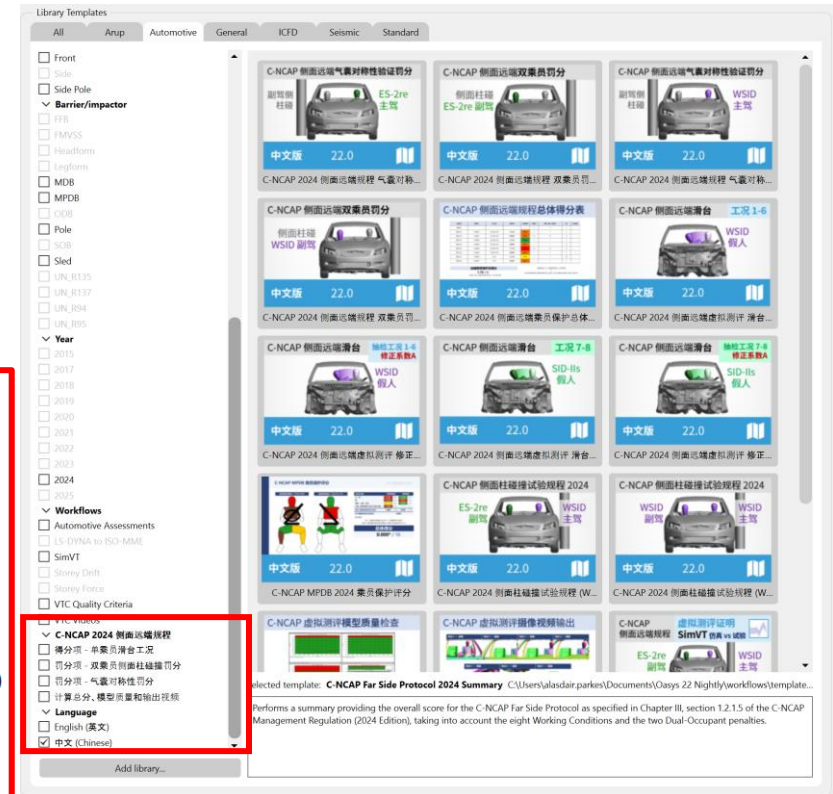 Library Templates
All Arup Automotive General ICFD Seismic Standard
Front
Side
Side Pole
Barrier/impactor
FFB
FMVSS
Headform
Legform
MDB
MPDB
ODB
Pole
SOB
Sled
UN_R135
UN_R137
UN_R94
UN_R95
Year
2015
2017
2018
2019
2020
2021
2022
2023
2024
2025
Workflows
Automotive Assessments
LS-DYNA to ISO-MME
SimVT
Storey Drift
Storey Force
VTC Quality Criteria
VTC Videos
C-NCAP 2024 侧面远端规程
得分项 - 单乘员滑台工况
罚分项 - 双乘员侧面柱碰撞罚分
罚分项 - 气囊对称性罚分
计算总分、模型质量和输出视频
Language
English (英文)
中文 (Chinese)
Add library...
C-NCAP 侧面远端气囊对称性验证罚分
副驾侧
柱碰
ES-2re
主驾
中文版 22.0
C-NCAP 2024 侧面远端规程 气囊对称...
C-NCAP 侧面远端双乘员罚分
侧面柱碰
ES-2re 副驾
中文版 22.0
C-NCAP 2024 侧面远端规程 双乘员罚...
C-NCAP 侧面远端气囊对称性验证罚分
副驾侧
柱碰
WSID
主驾
中文版 22.0
C-NCAP 2024 侧面远端规程 气囊对称...
C-NCAP 侧面远端双乘员罚分
侧面柱碰
WSID 副驾
中文版 22.0
C-NCAP 2024 侧面远端规程 双乘员罚...
C-NCAP 侧面远端规程总体得分表
中文版 22.0
C-NCAP 2024 侧面远端乘员保护总体...
C-NCAP 侧面远端滑台 工况 1-6
WSID
假人
中文版 22.0
C-NCAP 2024 侧面远端虚拟测评 滑台...
C-NCAP 侧面远端滑台 抽检工况 1-6
修正系数A
WSID
假人
中文版 22.0
C-NCAP 2024 侧面远端虚拟测评 修正...
C-NCAP 侧面远端滑台 工况 7-8
SID-IIs
假人
中文版 22.0
C-NCAP 2024 侧面远端虚拟测评 滑台...
C-NCAP 侧面远端滑台 抽检工况 7-8
修正系数A
SID-IIs
假人
中文版 22.0
C-NCAP 2024 侧面远端虚拟测评 修正...
C-NCAP MPDB 乘员保护评分
中文版 22.0
C-NCAP MPDB 2024 乘员保护评分
C-NCAP 侧面柱碰撞试验规程 2024
ES-2re
副驾
WSID
主驾
中文版 22.0
C-NCAP 2024 侧面柱碰撞试验规程 (W...
C-NCAP 侧面柱碰撞试验规程 2024
WSID
副驾
WSID
主驾
中文版 22.0
C-NCAP 2024 侧面柱碰撞试验规程 (W...
C-NCAP 虚拟测评模型质量检查
C-NCAP 虚拟测评摄像视频输出
C-NCAP
侧面远端规程
虚拟测评证明
SimVT 仿真 vs 试验
ES-2re
副驾
WSID
主驾
elected template: C-NCAP Far Side Protocol 2024 Summary C:\Users\alasdair.parkes\Documents\Oasys 22 Nightly\workflows\template...
Performs a summary providing the overall score for the C-NCAP Far Side Protocol as specified in Chapter III, section 1.2.1.5 of the C-NCAP
Management Regulation (2024 Edition), taking into account the eight Working Conditions and the two Dual-Occupant penalties.